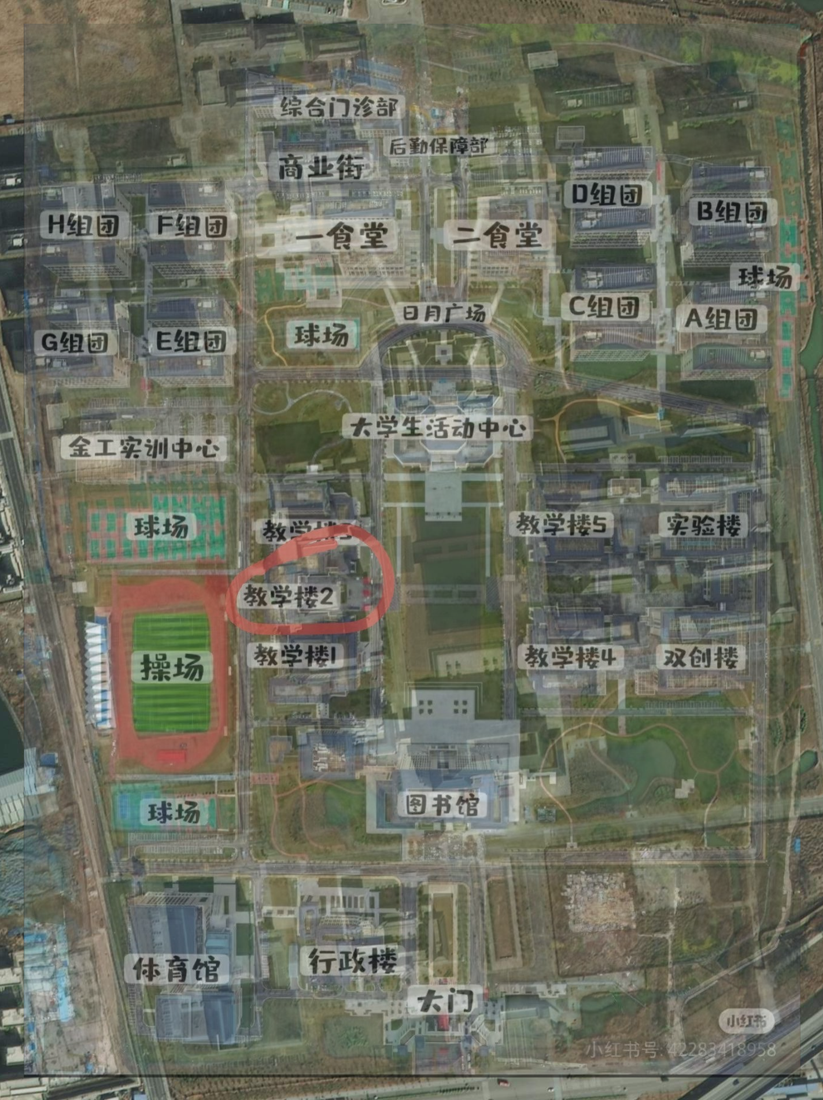 综合门诊部
后勤保障部
商业街
D组团
B组团
H组团
F组团
一食堂
二食堂
球场
C组团
A组团
日月广场
球场
G组团
E组团
大学生活动中心
金工实训中心
球场
教学楼3
教学楼5
实验楼
教学楼2
教学楼1
教学楼4
双创楼
操场
图书馆
球场
体育馆
行政楼
大门
小红书
小红书号: 42283418958